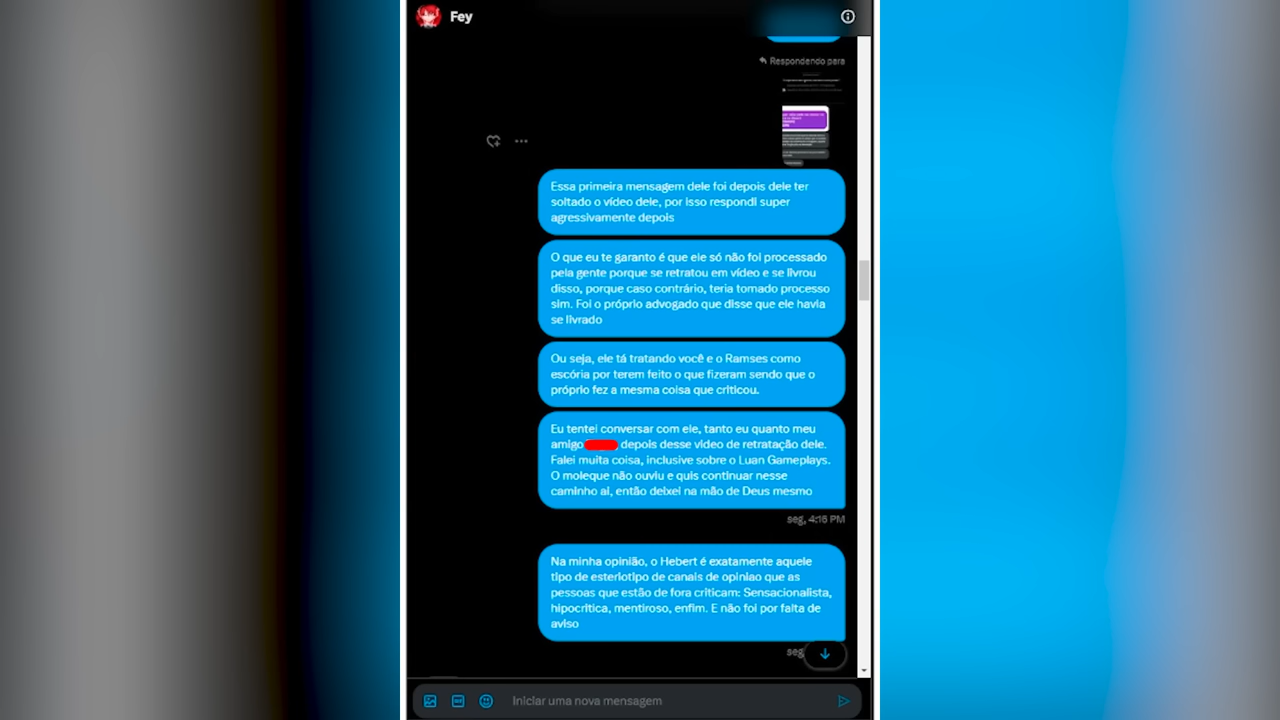 Fey
Respondendo para
Essa primeira mensagem dele foi depois dele ter
soltado o vídeo dele, por isso respondi super
agressivamente depois
O que eu te garanto é que ele só não foi processado
pela gente porque se retratou em vídeo e se livrou
disso, porque caso contrário, teria tomado processo
sim. Foi o próprio advogado que disse que ele havia
se livrado
Ou seja, ele tá tratando você e o Ramses como
escória por terem feito o que fizeram sendo que o
próprio fez a mesma coisa que criticou.
Eu tentei conversar com ele, tanto eu quanto meu
amigo depois desse video de retratação dele.
Falei muita coisa, inclusive sobre o Luan Gameplays.
O moleque não ouviu e quis continuar nesse
caminho ai, então deixei na mão de Deus mesmo
seg, 4:16 PM
Na minha opinião, o Hebert é exatamente aquele
tipo de esteriotipo de canais de opiniao que as
pessoas que estão de fora criticam: Sensacionalista,
hipocritica, mentiroso, enfim. E não foi por falta de
aviso
seg,
Iniciar uma nova mensagem